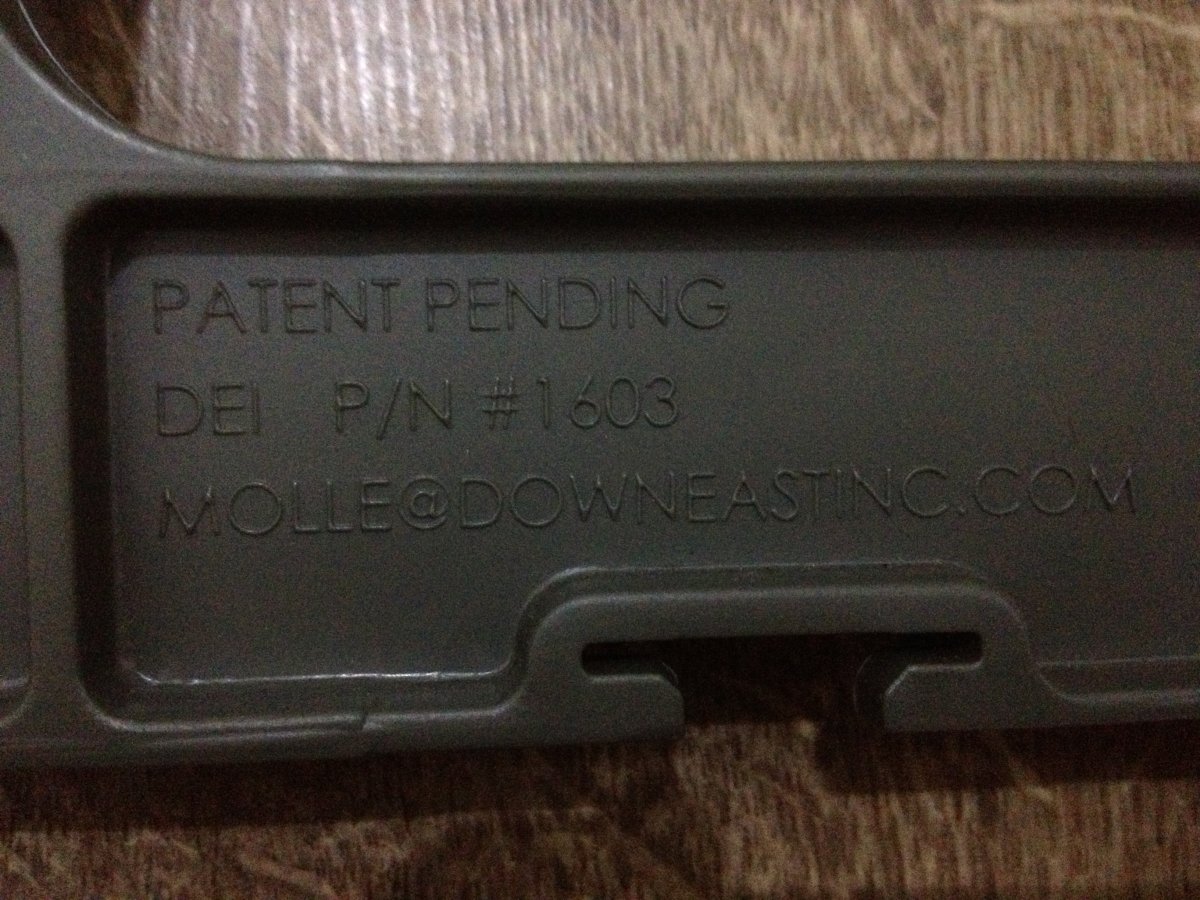 PATENT PENDING
DEI P/N #1603
MOLLE@DOWNEASTINC.COM